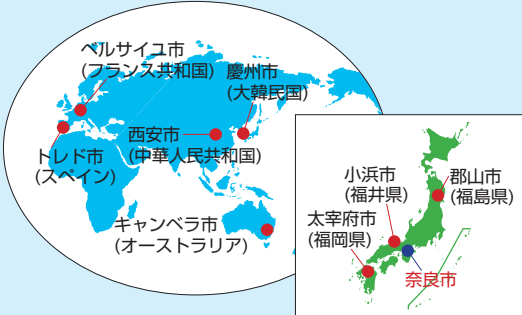 ベルサイユ市
(フランス共和国)
慶州市
(大韓民国)
西安市
(中華人民共和国)
トレド市
(スペイン)
キャンベラ市
(オーストラリア)
小浜市
(福井県)
郡山市
(福島県)
太宰府市
(福岡県)
奈良市